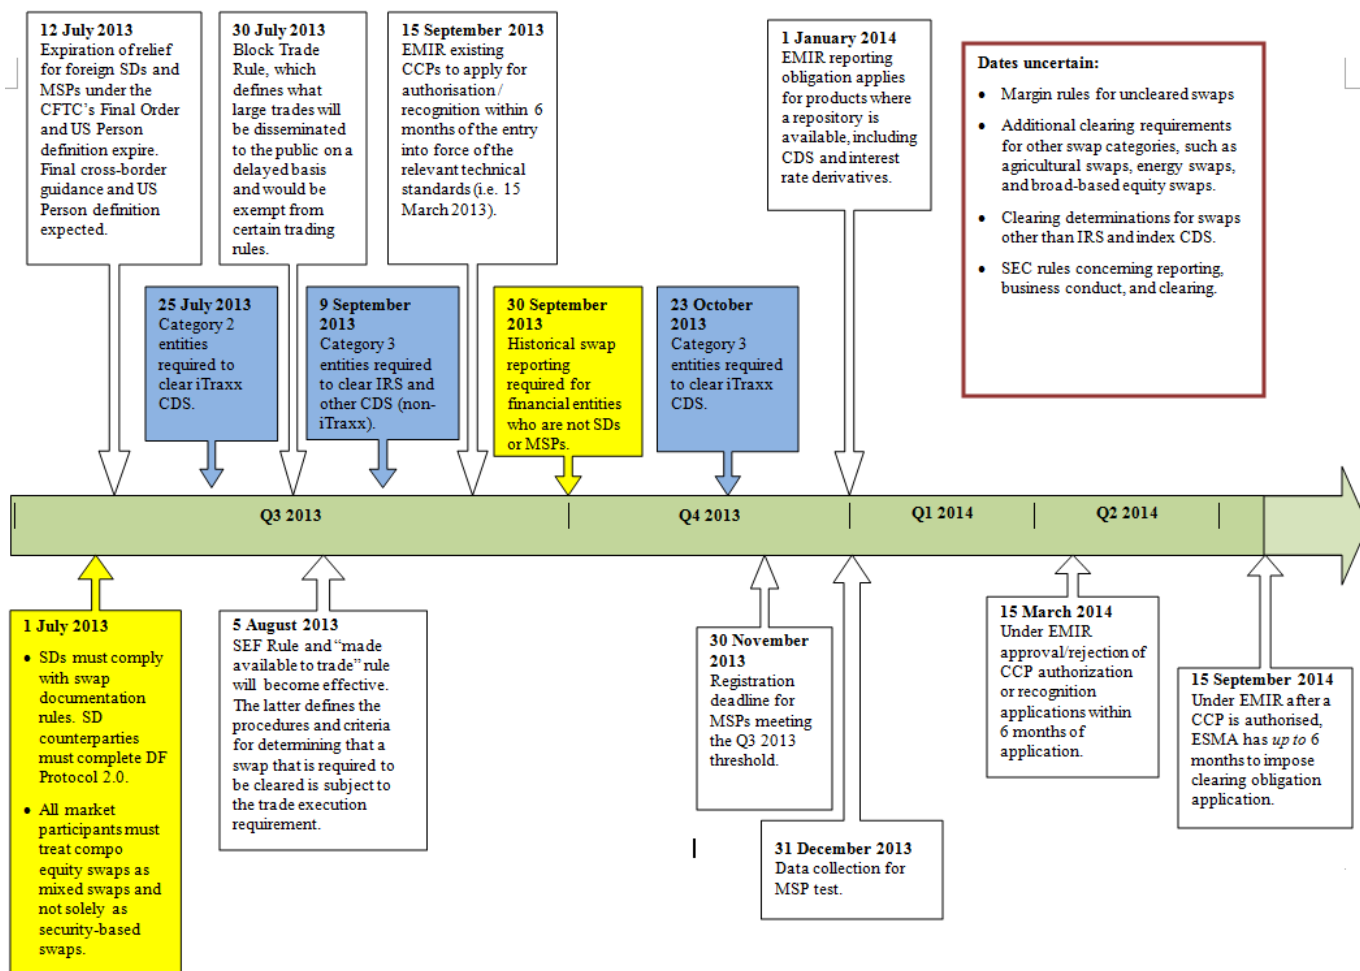 12 July 2013
Expiration of relief
for foreign SDs and
MSPs under the
CFTC's Final Order
and US Person
definition expire.
Final cross-border
guidance and US
Person definition
expected.
30 July 2013
Block Trade
Rule, which
defines what
large trades will
be disseminated
to the public on a
delayed basis
and would be
exempt from
certain trading
rules.
15 September 2013
EMIR existing
CCPs to apply for
authorisation/
recognition within 6
months of the entry
into force of the
relevant technical
standards (i.e. 15
March 2013).
1 January 2014
EMIR reporting
obligation applies
for products where
a repository is
available, including
CDS and interest
rate derivatives.
Dates uncertain:
• Margin rules for uncleared swaps
• Additional clearing requirements
for other swap categories, such as
agricultural swaps, energy swaps,
and broad-based equity swaps.
• Clearing determinations for swaps
other than IRS and index CDS.
• SEC rules concerning reporting,
business conduct, and clearing.
25 July 2013
Category 2
entities
required to
clear iTraxx
CDS.
9 September
2013
Category 3
entities required
to clear IRS and
other CDS (non-
iTraxx).
30 September
2013
Historical swap
reporting
required for
financial entities
who are not SDs
or MSPs.
23 October
2013
Category 3
entities required
to clear iTraxx
CDS.
Q3 2013
Q4 2013
Q1 2014
Q2 2014
1 July 2013
• SDs must comply
with swap
documentation
rules. SD
counterparties
must complete DF
Protocol 2.0.
• All market
participants must
treat compo
equity swaps as
mixed swaps and
not solely as
security-based
swaps.
5 August 2013
SEF Rule and "made
available to trade" rule
will become effective.
The latter defines the
procedures and criteria
for determining that a
swap that is required to
be cleared is subject to
the trade execution
requirement.
30 November
2013
Registration
deadline for
MSPs meeting
the Q3 2013
threshold.
31 December 2013
Data collection for
MSP test.
15 March 2014
Under EMIR
approval/rejection of
CCP authorization
or recognition
applications within
6 months of
application.
15 September 2014
Under EMIR after a
CCP is authorised,
ESMA has up to 6
months to impose
clearing obligation
application.